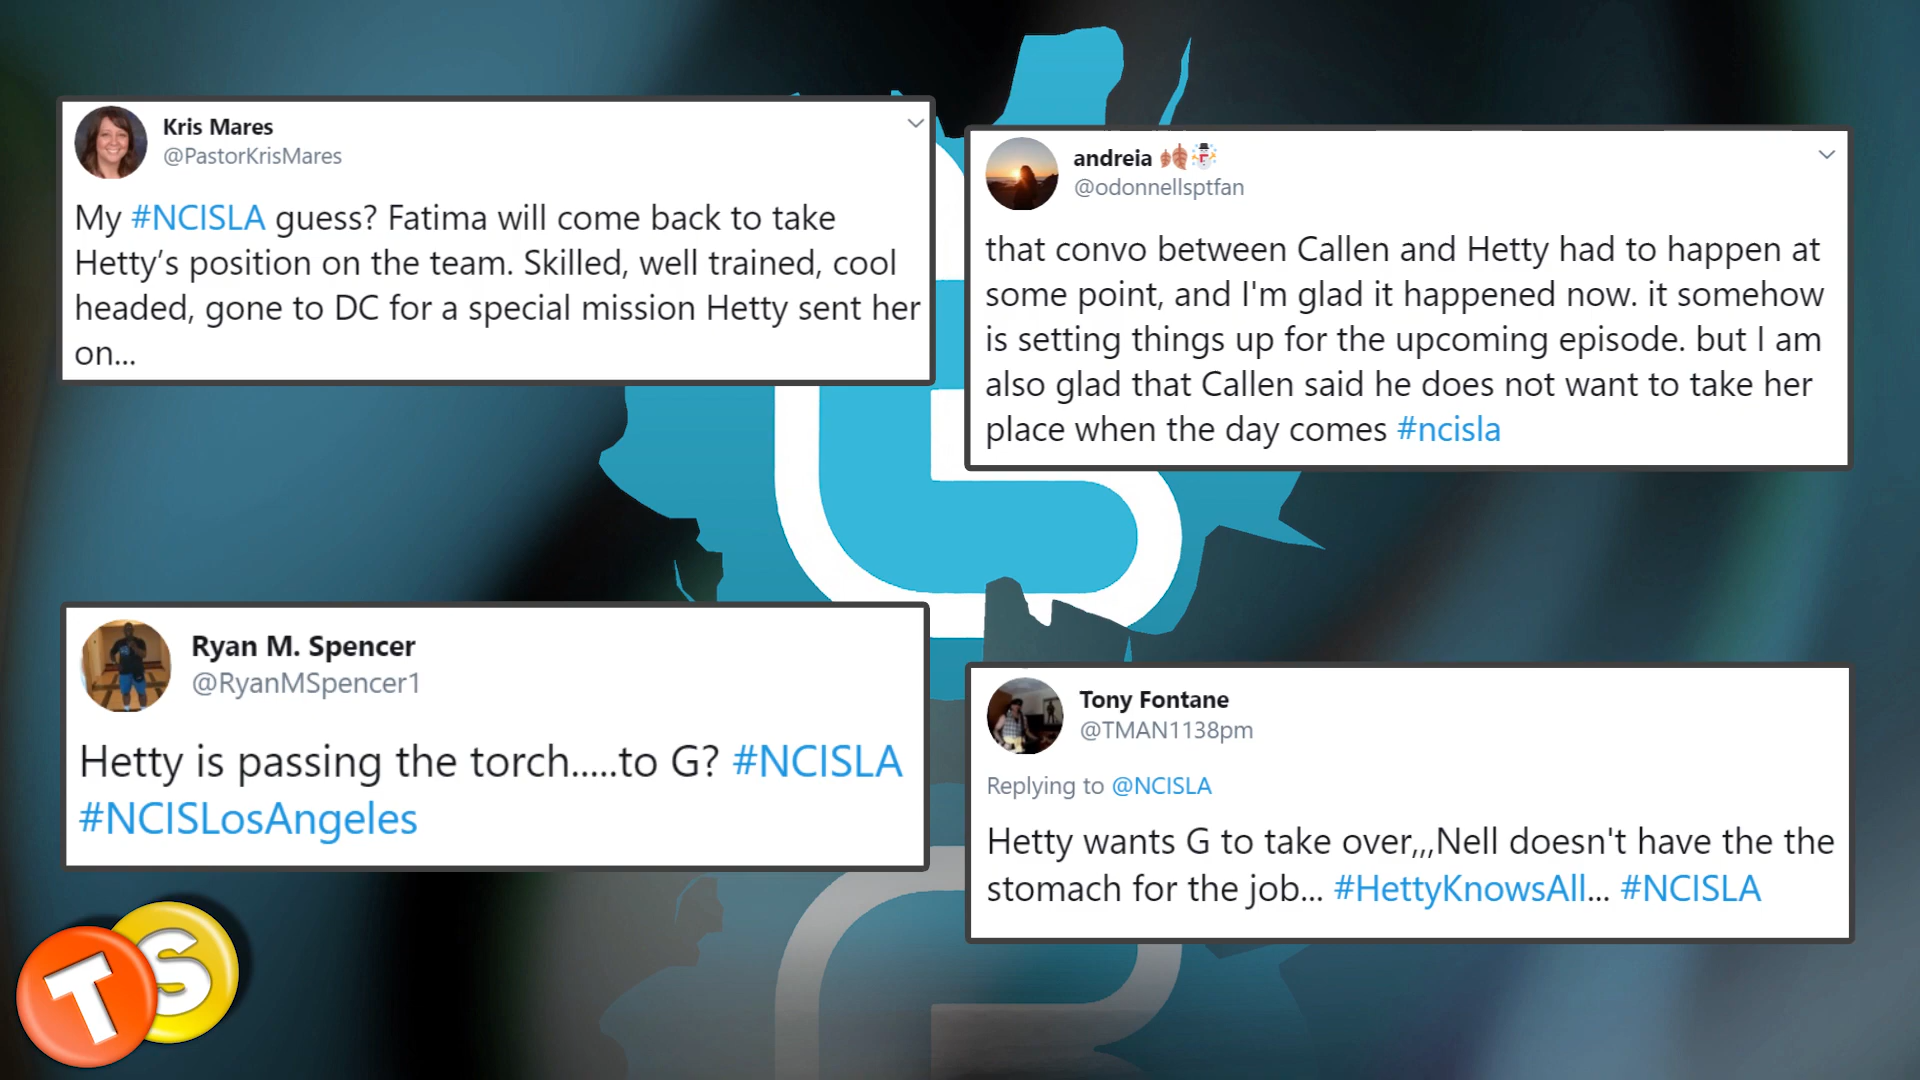 Kris Mares
@PastorKrisMares
My #NCISLA guess? Fatima will come back to take
Hetty’s position on the team. Skilled, well trained, cool
headed, gone to DC for a special mission Hetty sent her
on...
andreia
@odonnellsptfan
that convo between Callen and Hetty had to happen at
some point, and I'm glad it happened now. it somehow
is setting things up for the upcoming episode. but I am
also glad that Callen said he does not want to take her
place when the day comes #ncisla
Ryan M. Spencer
@RyanMSpencer1
Hetty is passing the torch.....to G? #NCISLA
#NCISLosAngeles
Tony Fontane
@TMAN1138pm
Replying to @NCISLA
Hetty wants G to take over,,,Nell doesn't have the the
stomach for the job... #HettyKnowsAll... #NCISLA
TS